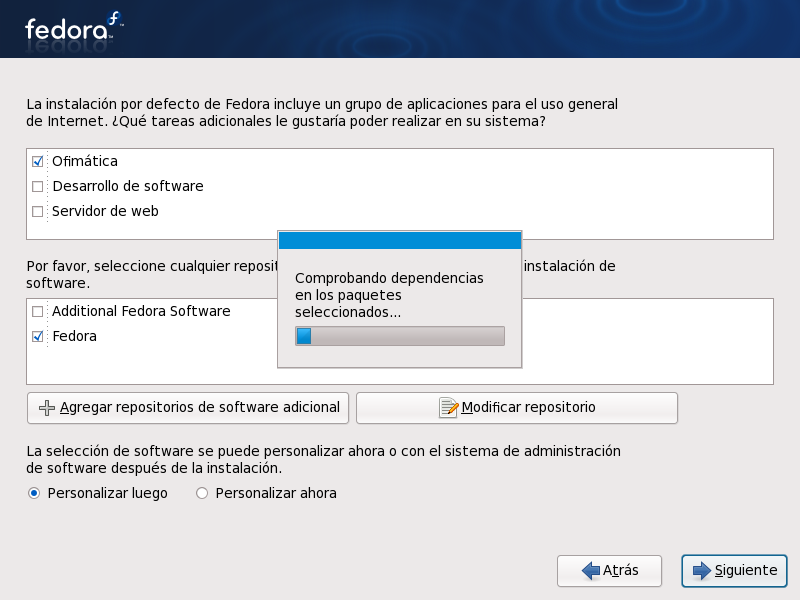 fedora
La instalación por defecto de Fedora incluye un grupo de aplicaciones para el uso general
de Internet. ¿Qué tareas adicionales le gustaría poder realizar en su sistema?
Ofimática
Desarrollo de software
Servidor de web
Por favor, seleccione cualquier instalación de
software.
Comprobando dependencias
en los paquetes
seleccionados...
Additional Fedora Software
Fedora
Agregar repositorios de software adicional
Modificar repositorio
La selección de software se puede personalizar ahora o con el sistema de administración
de software después de la instalación.
Personalizar luego
Personalizar ahora
Atrás
Siguiente